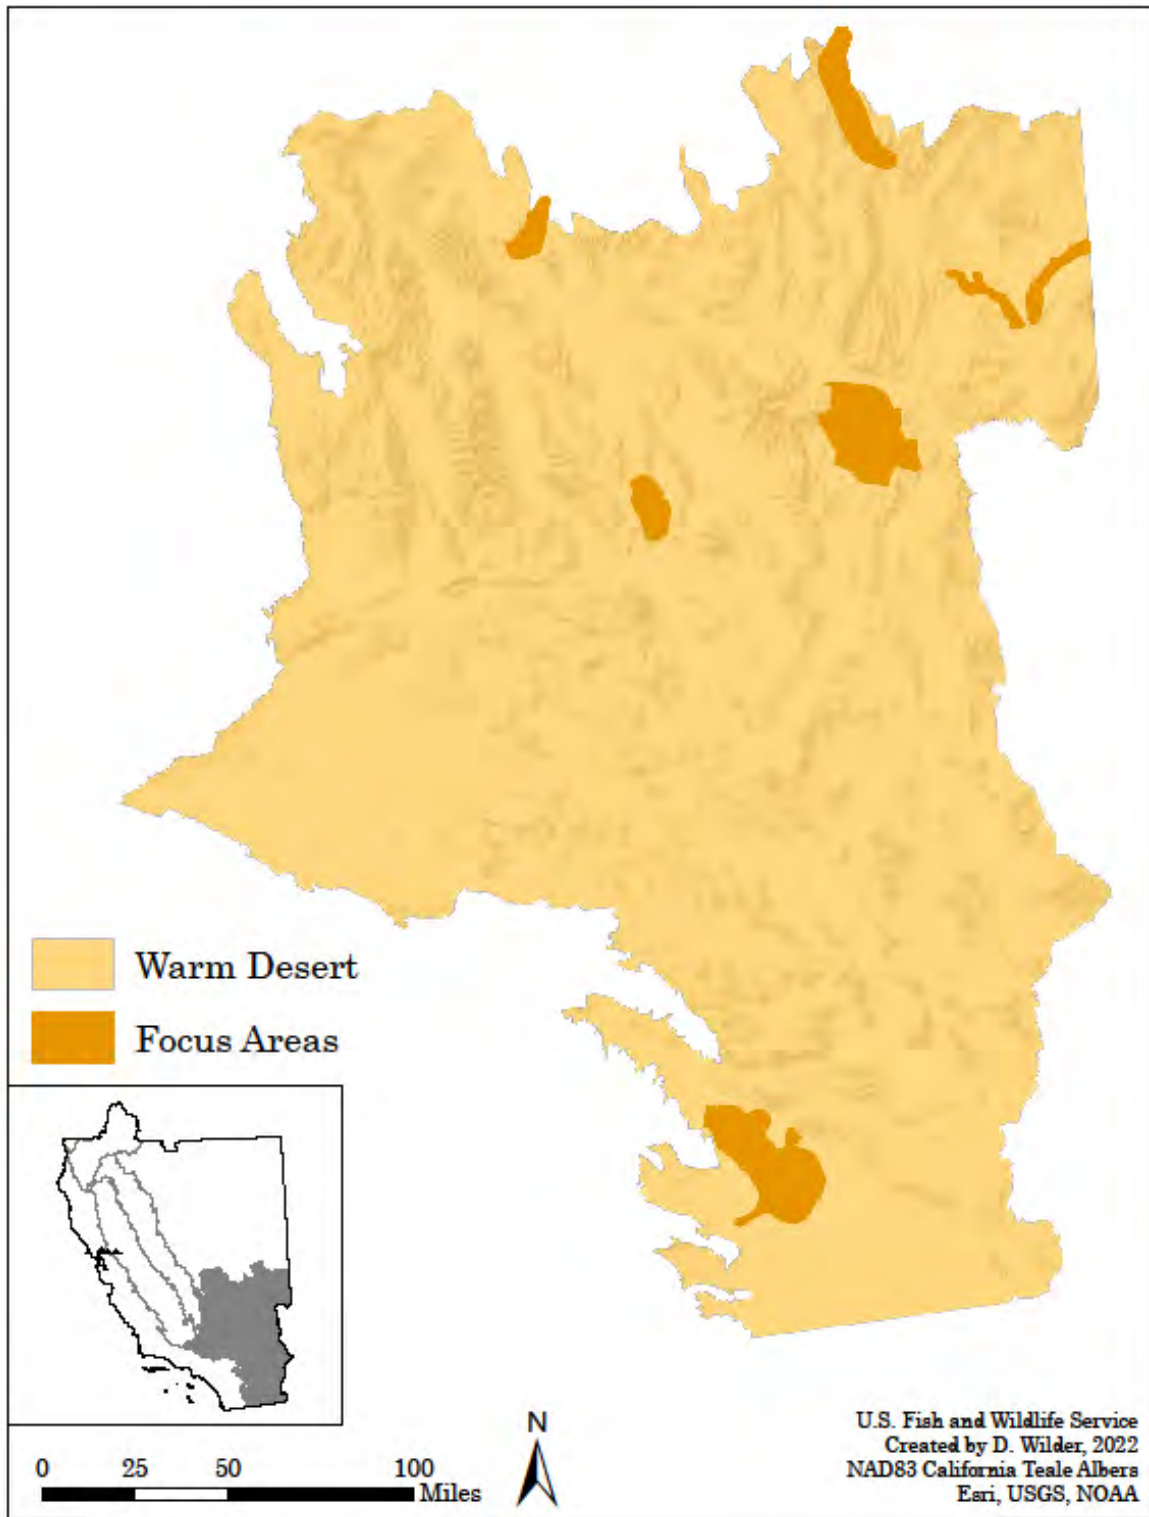 Warm Desert
Focus Areas
N
0 25 50 100
Miles
U.S. Fish and Wildlife Service
Created by D. Wilder, 2022
NAD83 California Teale Albers
Esri, USGS, NOAA